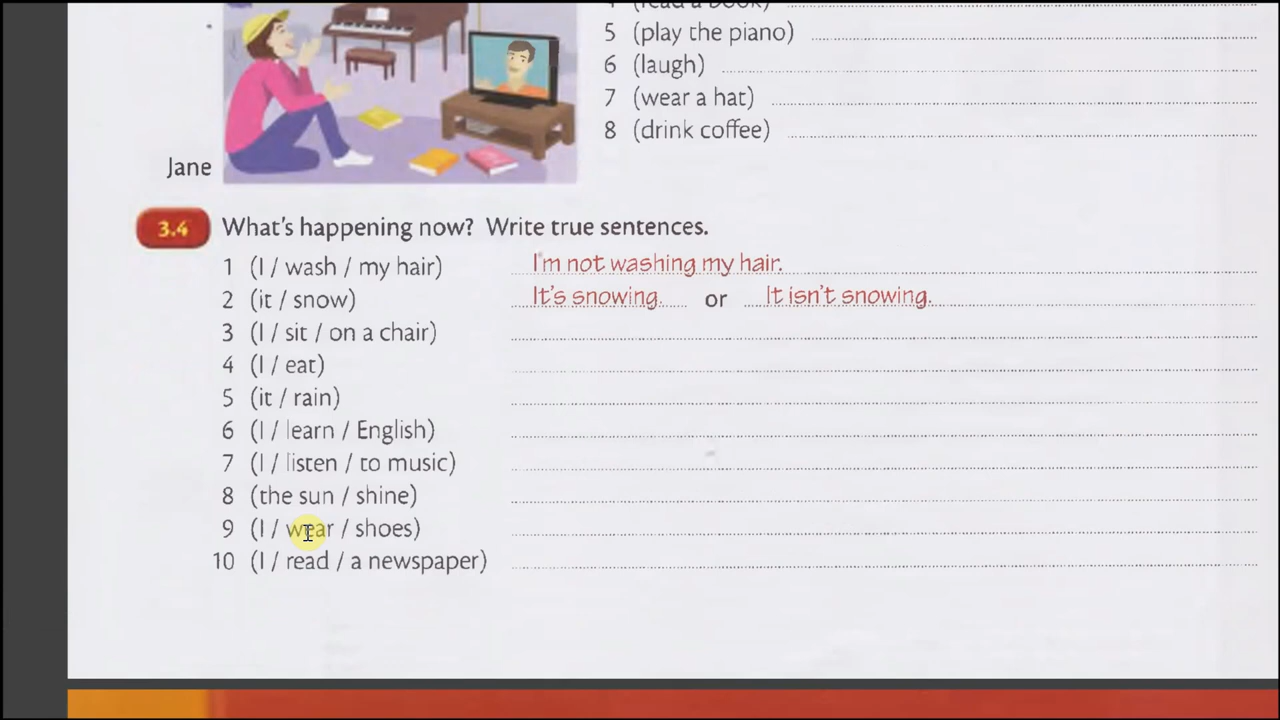 4 (read a book)
5 (play the piano)
6 (laugh)
7 (wear a hat)
8 (drink coffee)
Jane
3.4 What's happening now? Write true sentences.
1 (I / wash / my hair) I'm not washing my hair.
2 (it / snow) It's snowing. or It isn't snowing.
3 (I / sit / on a chair)
4 (I / eat)
5 (it / rain)
6 (I / learn / English)
7 (I / listen / to music)
8 (the sun / shine)
9 (I / wear / shoes)
10 (I / read / a newspaper)